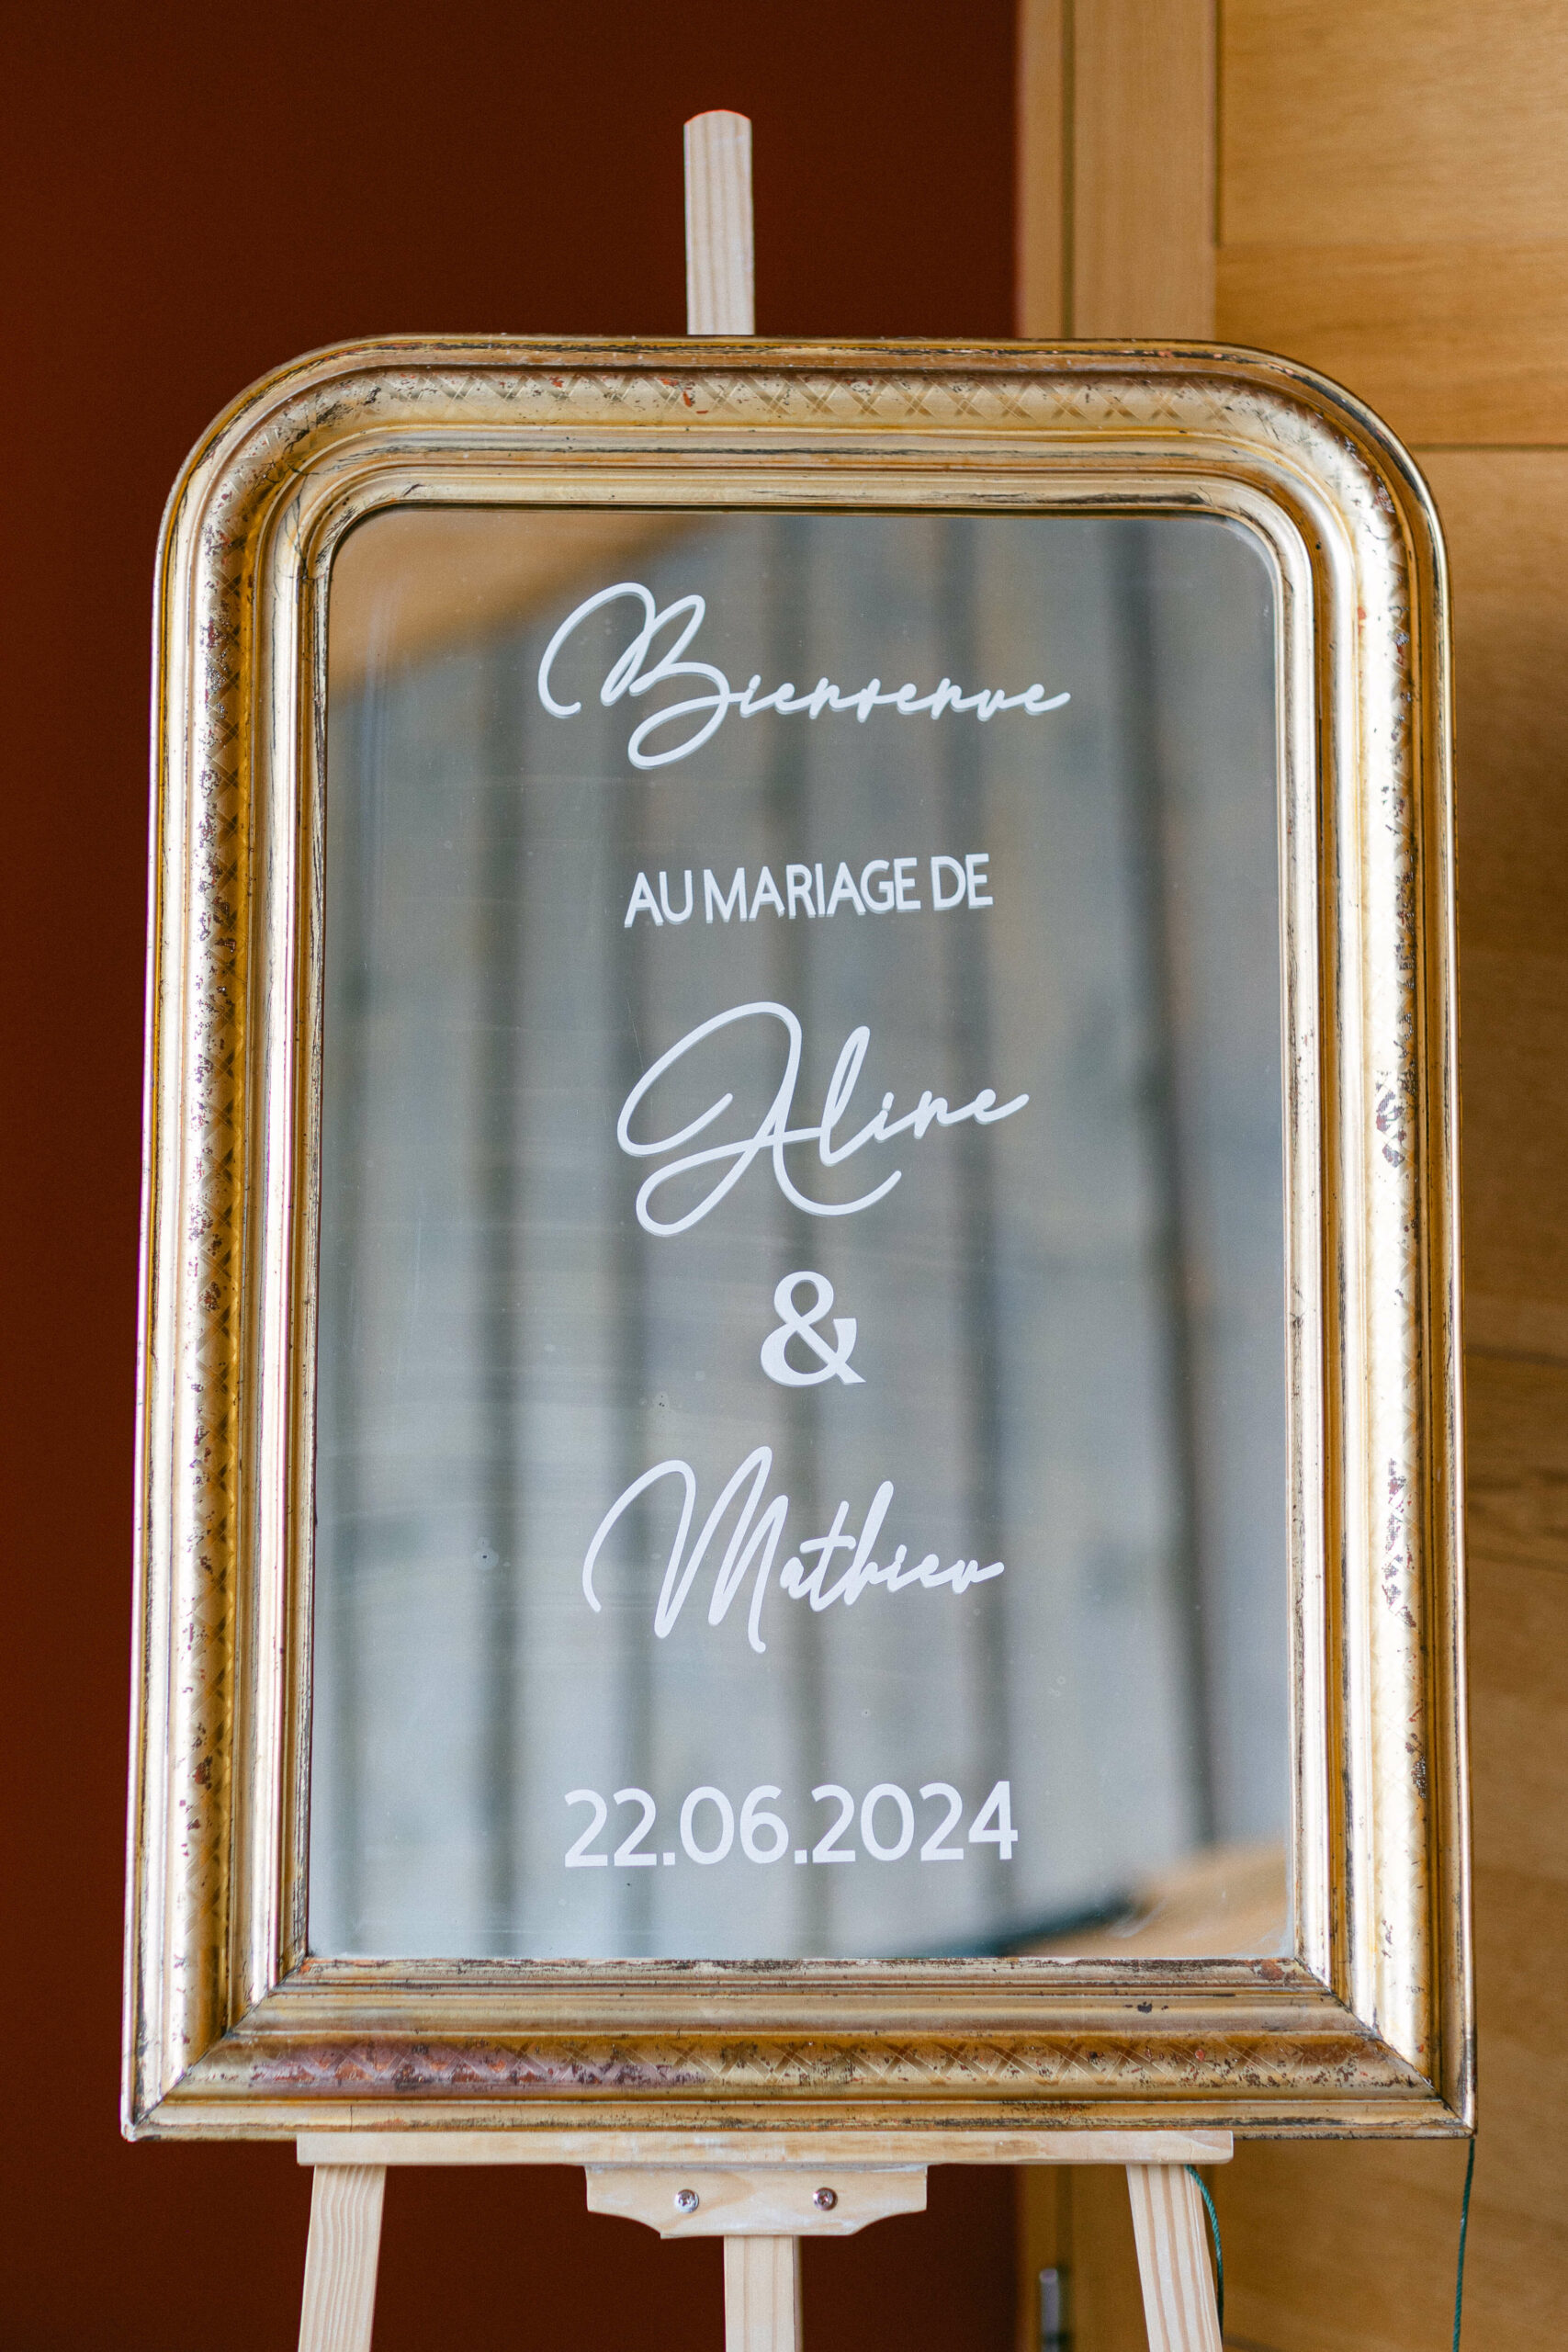 Bienvenue
AU MARIAGE DE
Aline
&
Mathieu
22.06.2024